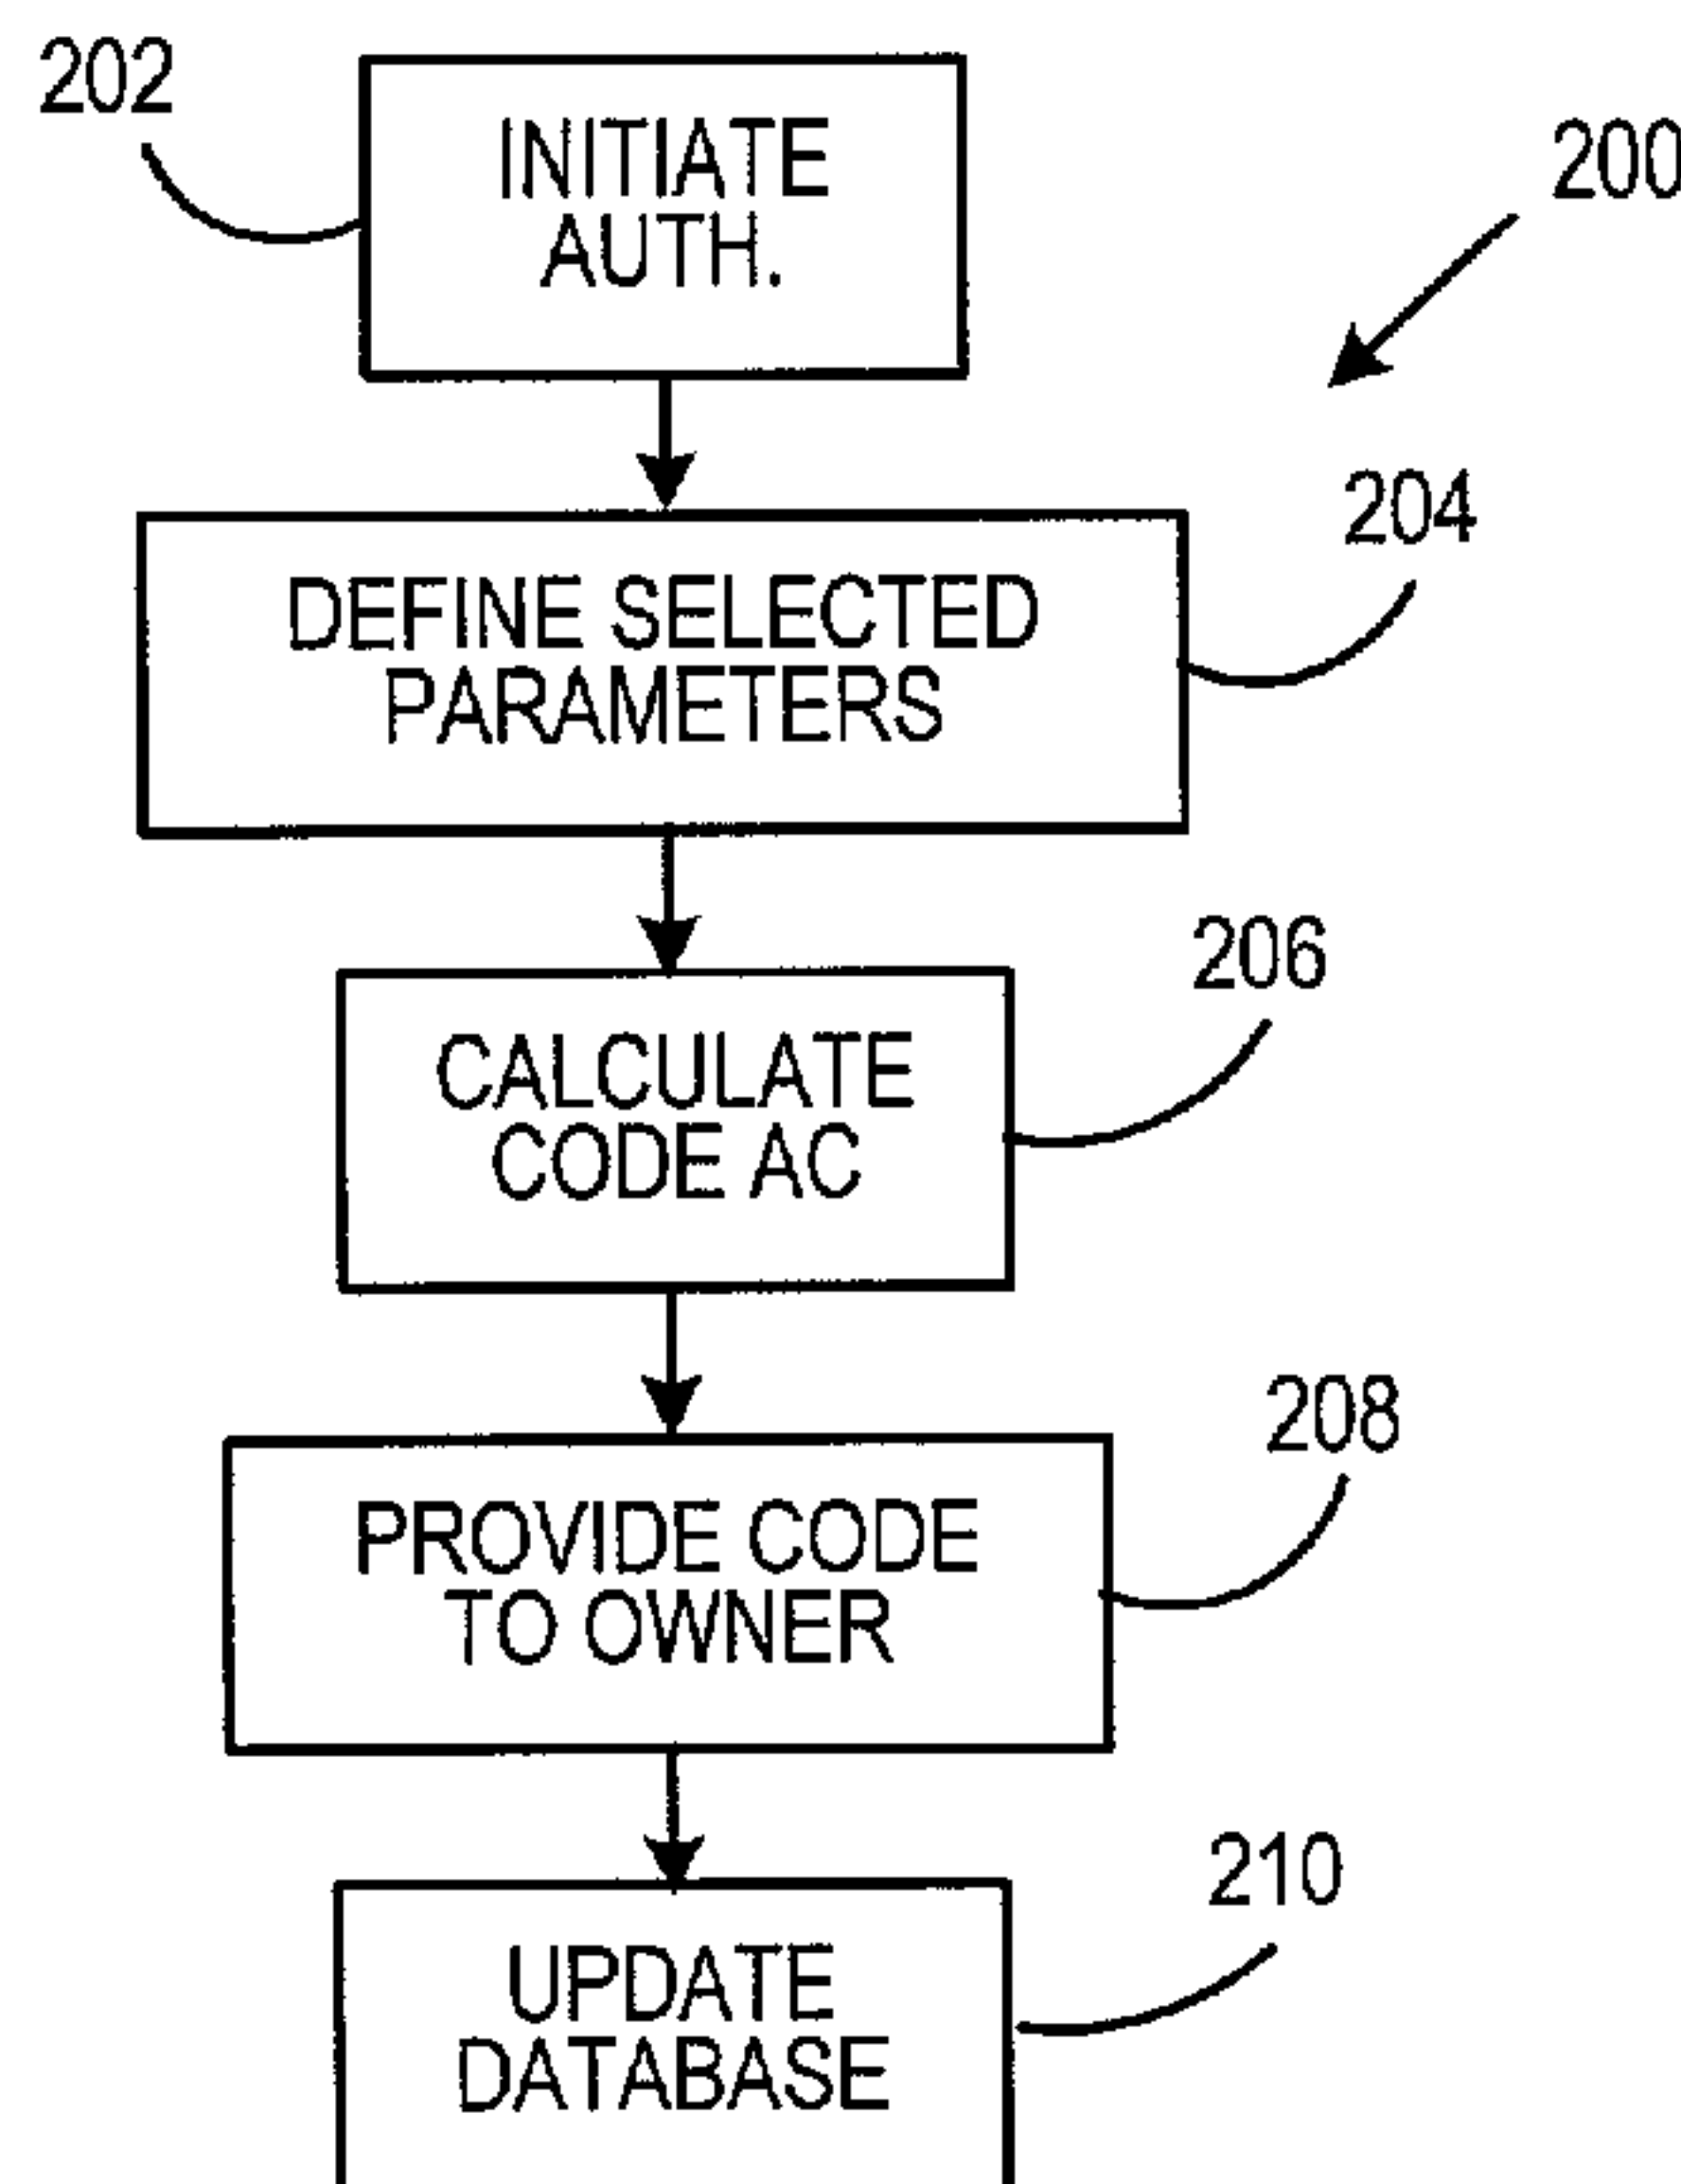 202
INITIATE
AUTH.
200
204
DEFINE SELECTED
PARAMETERS
206
CALCULATE
CODE AC
208
PROVIDE CODE
TO OWNER
210
UPDATE
DATABASE